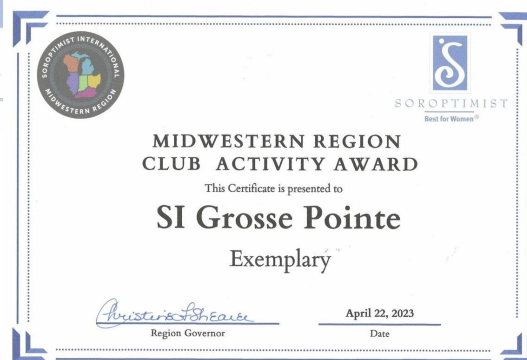 SOROPTIMIST INTERNATIONAL
MIDWESTERN REGION
SOROPTIMIST
Best for Women®
MIDWESTERN REGION
CLUB ACTIVITY AWARD
This Certificate is presented to
SI Grosse Pointe
Exemplary
April 22, 2023
Region Governor
Date